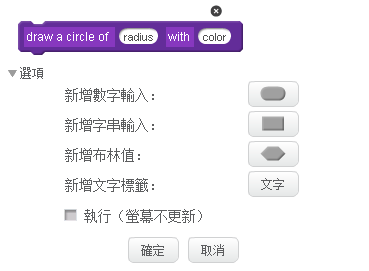 draw a circle of radius with color
選項
新增數字輸入：
新增字串輸入：
新增布林值：
新增文字標籤： 文字
執行（螢幕不更新）
確定 取消